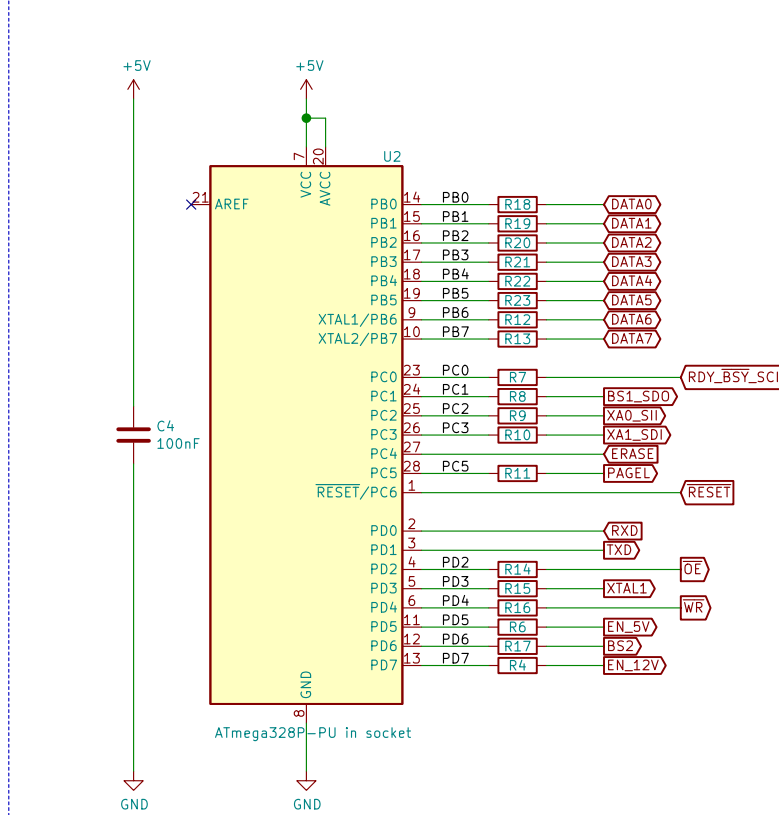 +5V +5V
U2
7 20
VCC AVCC
21 AREF PB0 14 PB0 R18 DATA0
PB1 15 PB1 R19 DATA1
PB2 16 PB2 R20 DATA2
PB3 17 PB3 R21 DATA3
PB4 18 PB4 R22 DATA4
PB5 19 PB5 R23 DATA5
XTAL1/PB6 9 PB6 R12 DATA6
XTAL2/PB7 10 PB7 R13 DATA7
PC0 23 PC0 R7 RDY_BSY_SCI
PC1 24 PC1 R8 BS1_SDO
PC2 25 PC2 R9 XA0_SII
C4 PC3 26 PC3 R10 XA1_SDI
100nF PC4 27 ERASE
PC5 28 PC5 R11 PAGEL
RESET/PC6 1 RESET
PD0 2 RXD
PD1 3 TXD
PD2 4 PD2 R14 OE
PD3 5 PD3 R15 XTAL1
PD4 6 PD4 R16 WR
PD5 11 PD5 R6 EN_5V
PD6 12 PD6 R17 BS2
PD7 13 PD7 R4 EN_12V
GND
8
ATmega328P-PU in socket
GND GND